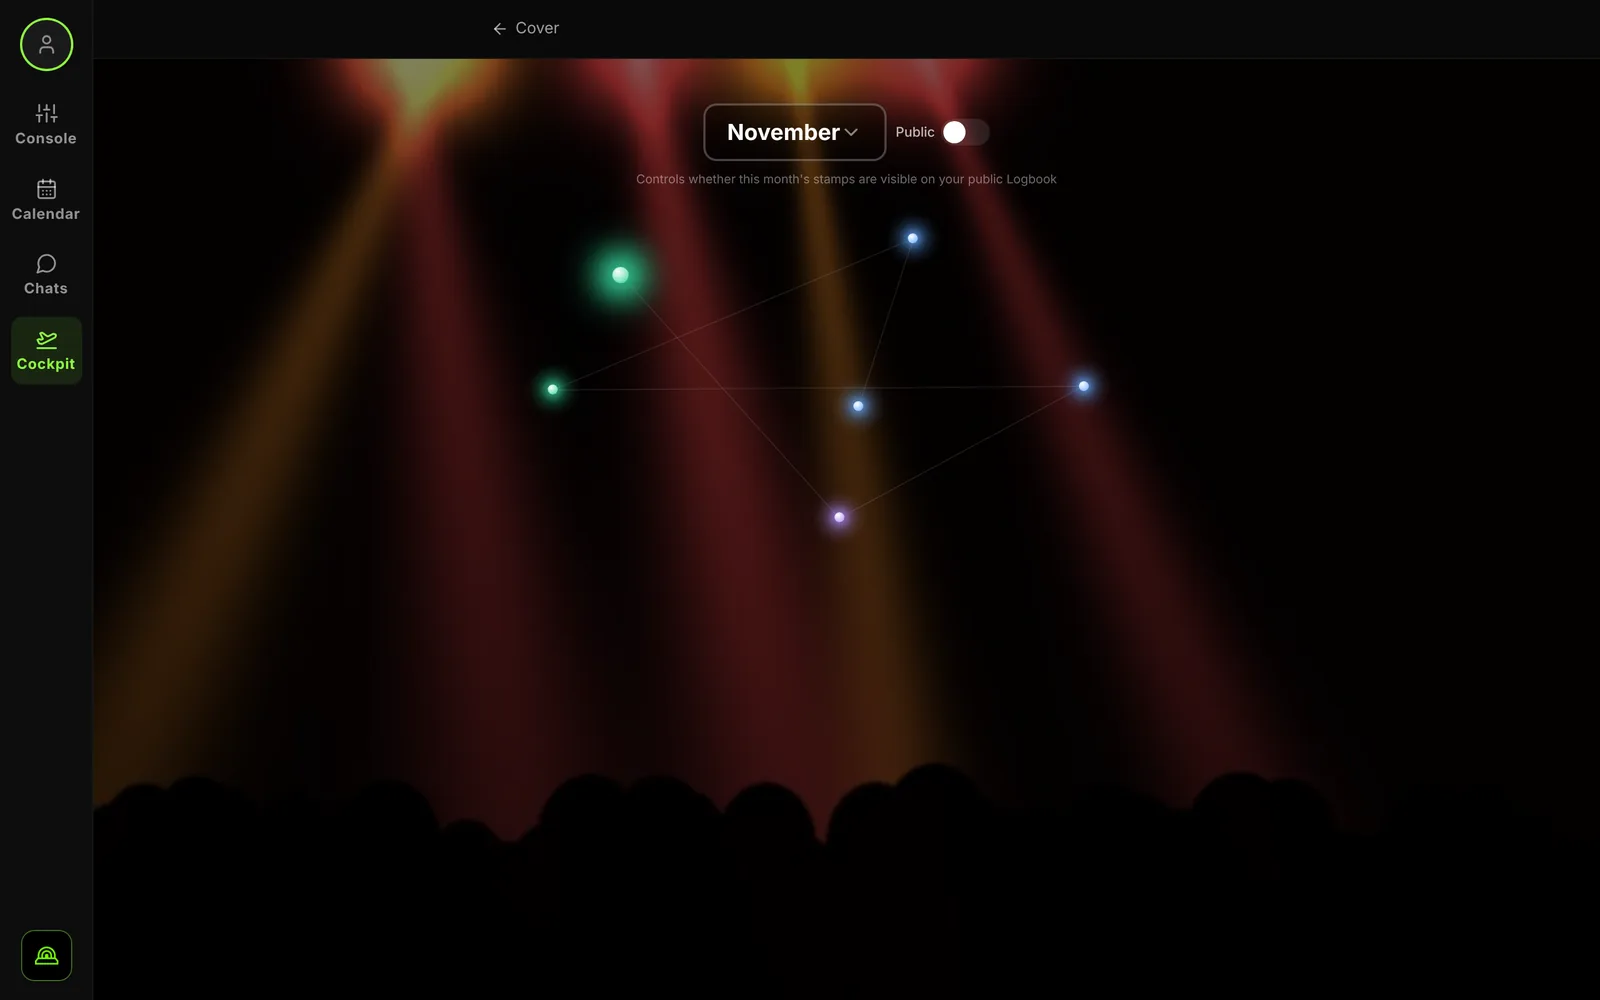 Cover
Console
Calendar
Chats
Cockpit
November
Public
Controls whether this month's stamps are visible on your public Logbook